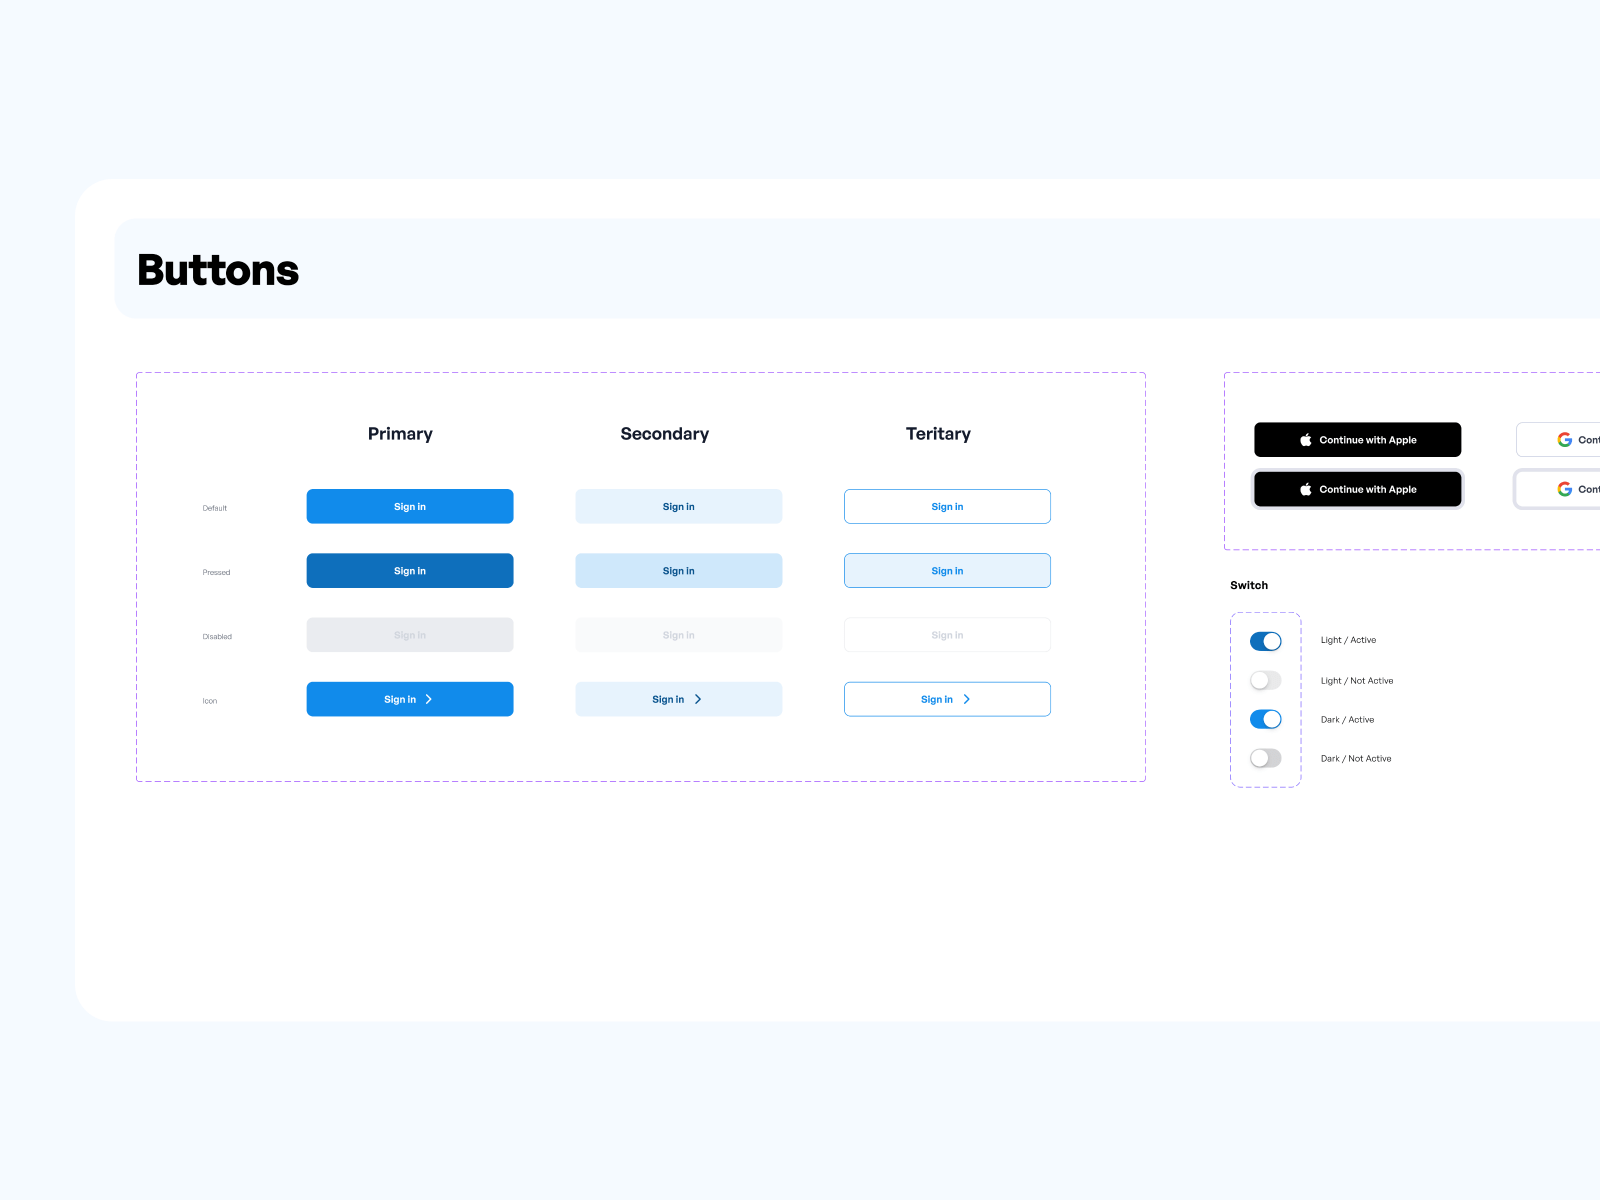 Buttons
Primary Secondary Teritary
Default Sign in Sign in Sign in
Pressed Sign in Sign in Sign in
Disabled Sign in Sign in Sign in
Icon Sign in Sign in Sign in
Continue with Apple Cont
Continue with Apple Cont
Switch
Light / Active
Light / Not Active
Dark / Active
Dark / Not Active